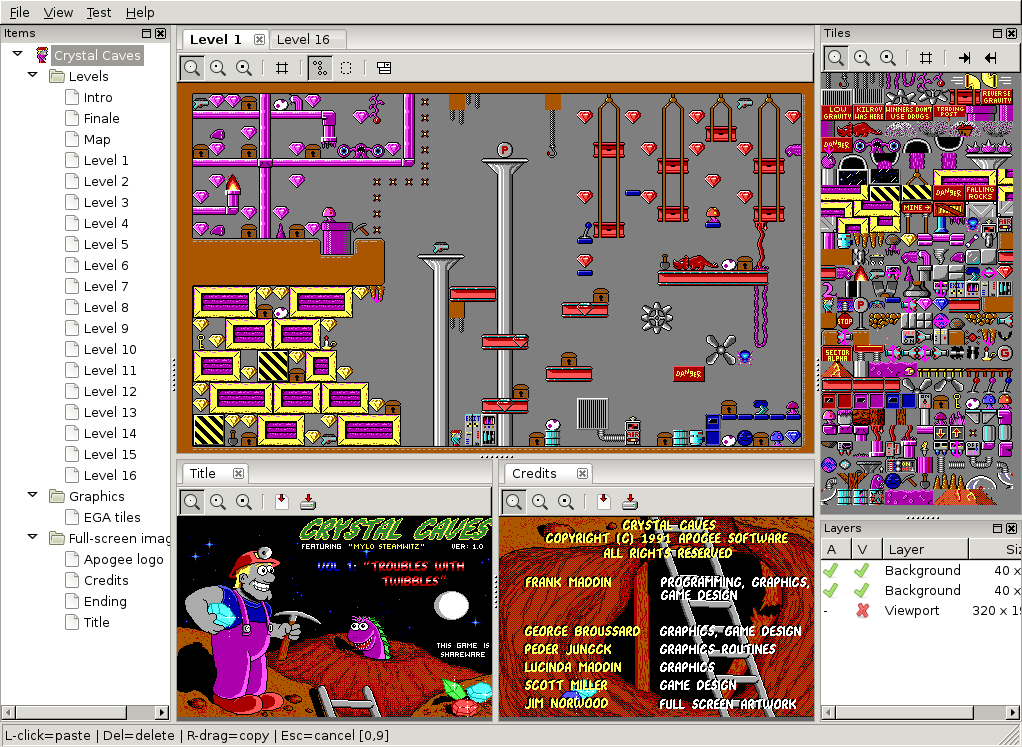 File View Test Help
Items
Crystal Caves
Levels
Intro
Finale
Map
Level 1
Level 2
Level 3
Level 4
Level 5
Level 6
Level 7
Level 8
Level 9
Level 10
Level 11
Level 12
Level 13
Level 14
Level 15
Level 16
Graphics
EGA tiles
Full-screen imag
Apogee logo
Credits
Ending
Title
Level 1
Level 16
P
DANGER
Title
CRYSTAL CAVES
FEATURING "MYLO STEAMWITZ" VER: 1.0
VOL 1: "TROUBLES WITH
TWIBBLES"
THIS GAME IS
SHAREWARE
Credits
CRYSTAL CAVES
COPYRIGHT (C) 1991 APOGEE SOFTWARE
ALL RIGHTS RESERVED
FRANK MADDIN PROGRAMMING, GRAPHICS,
GAME DESIGN
GEORGE BROUSSARD GRAPHICS, GAME DESIGN
PEDER JUNGCK GRAPHICS ROUTINES
LUCINDA MADDIN GRAPHICS
SCOTT MILLER GAME DESIGN
JIM NORWOOD FULL SCREEN ARTWORK
Tiles
REVERSE
GRAVITY
LOW
GRAVITY
KILROY
WAS HERE
WINNERS DON'T
USE DRUGS
TRADING
POST
DANGER
DANGER
FALLING
ROCKS
MINE
P
STOP
SECTOR
ALPHA
G
ON
Layers
A V Layer Siz
Background 40 x
Background 40 x
- Viewport 320 x 19
L-click=paste | Del=delete | R-drag=copy | Esc=cancel [0,9]